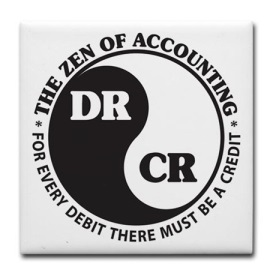 THE ZEN OF ACCOUNTING
DR
CR
* FOR EVERY DEBIT THERE MUST BE A CREDIT *